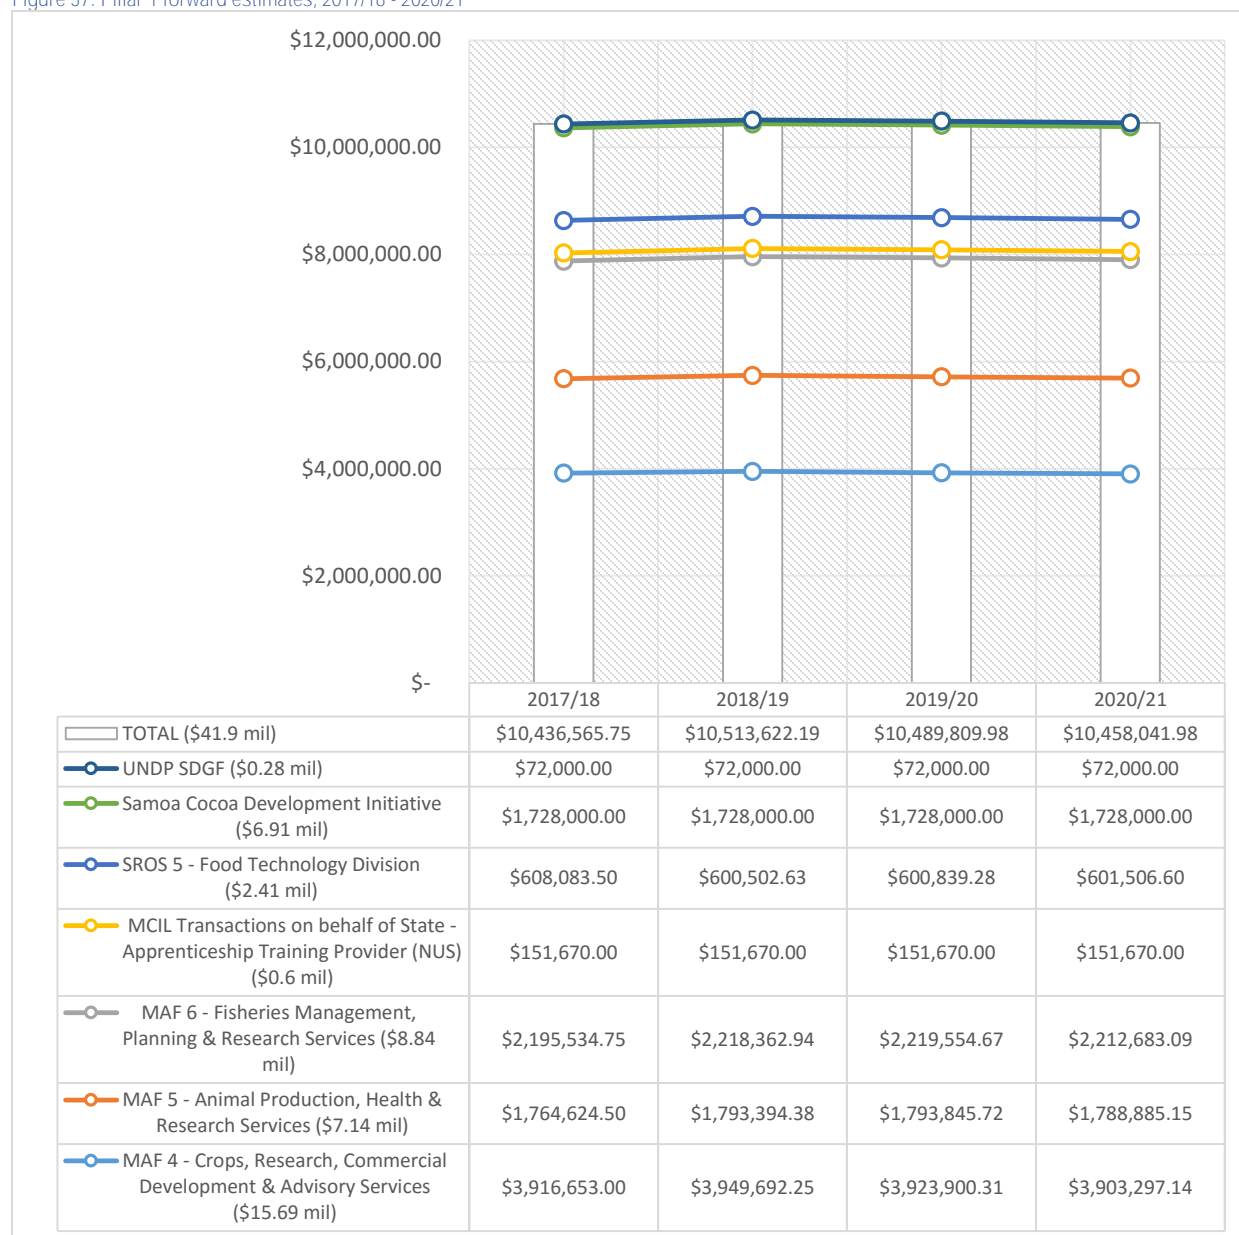 Figure 37: Pillar 1 forward estimates, 2017/18 - 2020/21
$12,000,000.00
$10,000,000.00
$8,000,000.00
$6,000,000.00
$4,000,000.00
$2,000,000.00
$-
2017/18 2018/19 2019/20 2020/21
TOTAL ($41.9 mil) $10,436,565.75 $10,513,622.19 $10,489,809.98 $10,458,041.98
UNDP SDGF ($0.28 mil) $72,000.00 $72,000.00 $72,000.00 $72,000.00
Samoa Cocoa Development Initiative
($6.91 mil) $1,728,000.00 $1,728,000.00 $1,728,000.00 $1,728,000.00
SROS 5 - Food Technology Division
($2.41 mil) $608,083.50 $600,502.63 $600,839.28 $601,506.60
MCIL Transactions on behalf of State -
Apprenticeship Training Provider (NUS) $151,670.00 $151,670.00 $151,670.00 $151,670.00
($0.6 mil)
MAF 6 - Fisheries Management,
Planning & Research Services ($8.84 $2,195,534.75 $2,218,362.94 $2,219,554.67 $2,212,683.09
mil)
MAF 5 - Animal Production, Health &
Research Services ($7.14 mil) $1,764,624.50 $1,793,394.38 $1,793,845.72 $1,788,885.15
MAF 4 - Crops, Research, Commercial
Development & Advisory Services $3,916,653.00 $3,949,692.25 $3,923,900.31 $3,903,297.14
($15.69 mil)